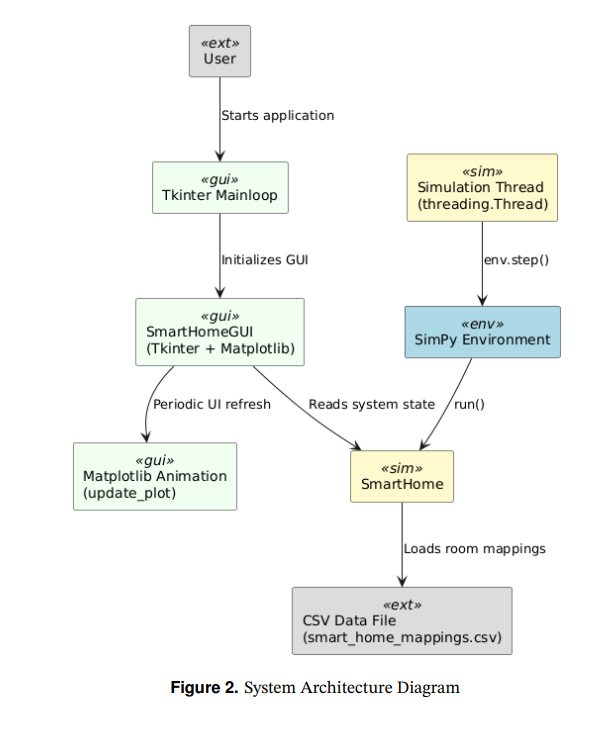 «ext»
User
Starts application
«gui»
Tkinter Mainloop
«sim»
Simulation Thread
(threading.Thread)
Initializes GUI
env.step()
«gui»
SmartHomeGUI
(Tkinter + Matplotlib)
«env»
SimPy Environment
Periodic UI refresh
Reads system state
run()
«gui»
Matplotlib Animation
(update_plot)
«sim»
SmartHome
Loads room mappings
«ext»
CSV Data File
(smart_home_mappings.csv)
Figure 2. System Architecture Diagram